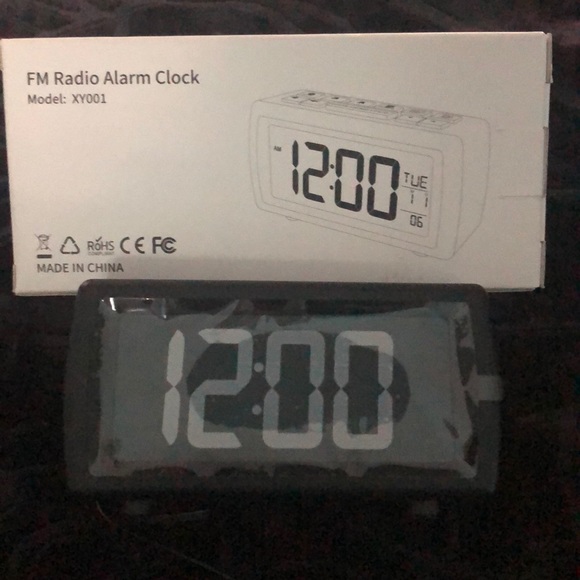 FM Radio Alarm Clock
Model: XY001
12:00
TUE
11
06
RoHS
COMPLIANT
CE FC
MADE IN CHINA
12:00